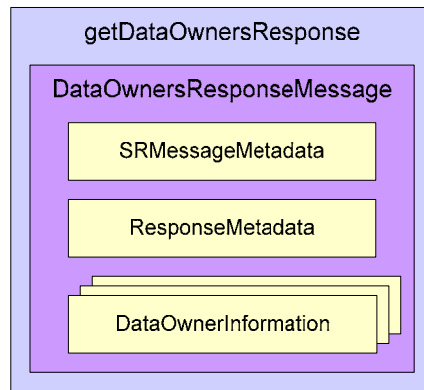 getDataOwnersResponse
DataOwnersResponseMessage
SRMessageMetadata
ResponseMetadata
DataOwnerInformation